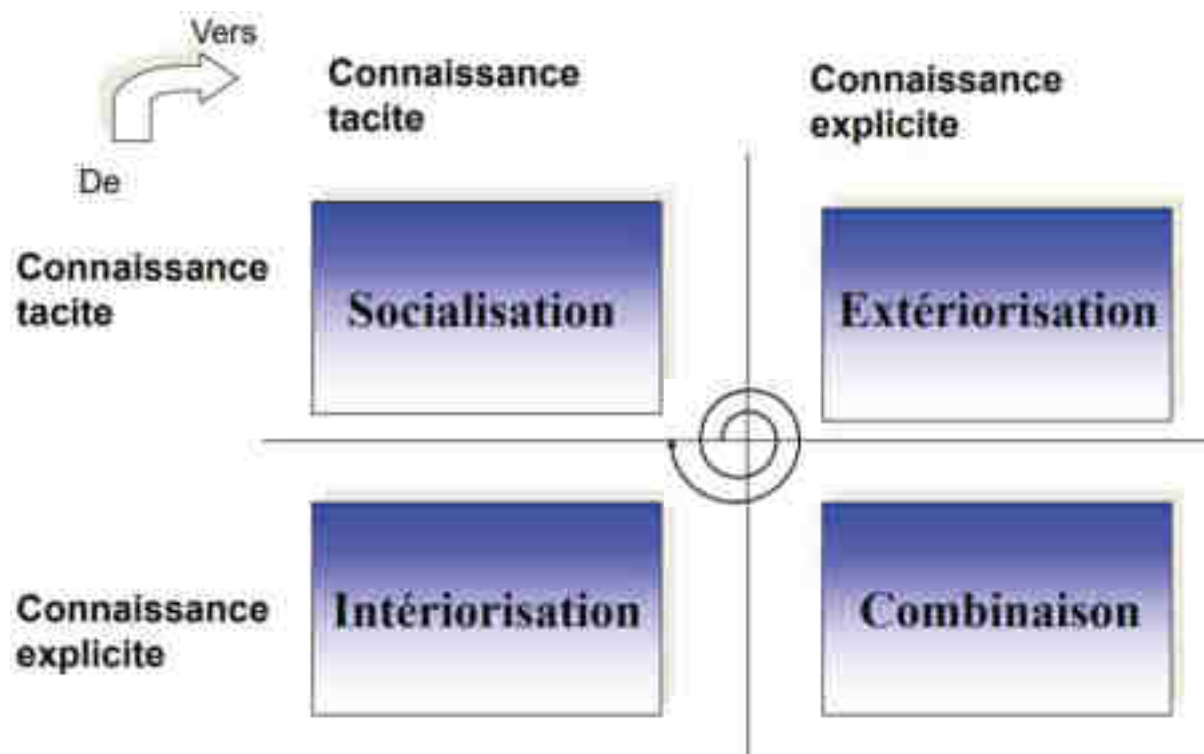 Vers
De
Connaissance
tacite
Connaissance
explicite
Connaissance
tacite
Socialisation
Extériorisation
Connaissance
explicite
Intériorisation
Combinaison